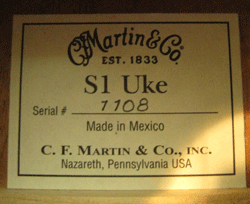 CF Martin & Co.
EST. 1833
S1 Uke
Serial # 1108
Made in Mexico
C. F. MARTIN & CO., INC.
Nazareth, Pennsylvania USA